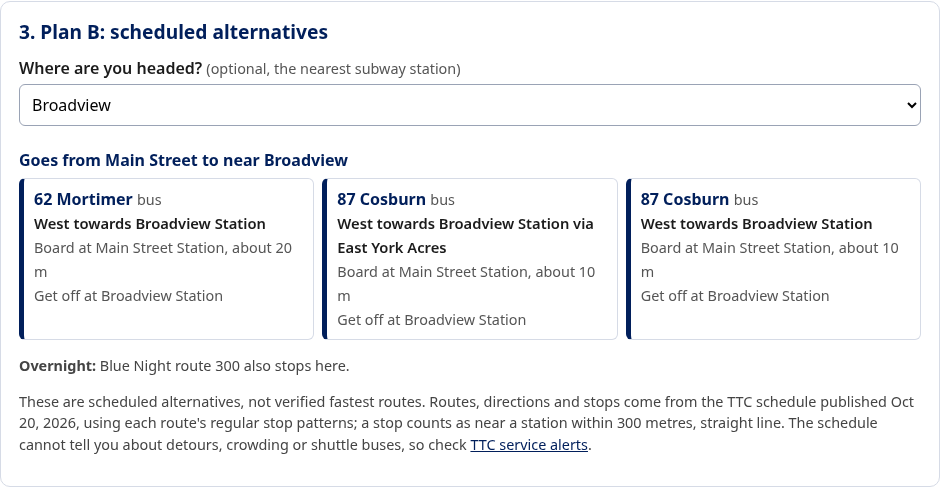 3. Plan B: scheduled alternatives
Where are you headed? (optional, the nearest subway station)
Broadview
Goes from Main Street to near Broadview
62 Mortimer bus
West towards Broadview Station
Board at Main Street Station, about 20
m
Get off at Broadview Station
87 Cosburn bus
West towards Broadview Station via
East York Acres
Board at Main Street Station, about 10
m
Get off at Broadview Station
87 Cosburn bus
West towards Broadview Station
Board at Main Street Station, about 10
m
Get off at Broadview Station
Overnight: Blue Night route 300 also stops here.
These are scheduled alternatives, not verified fastest routes. Routes, directions and stops come from the TTC schedule published Oct
20, 2026, using each route's regular stop patterns; a stop counts as near a station within 300 metres, straight line. The schedule
cannot tell you about detours, crowding or shuttle buses, so check TTC service alerts.